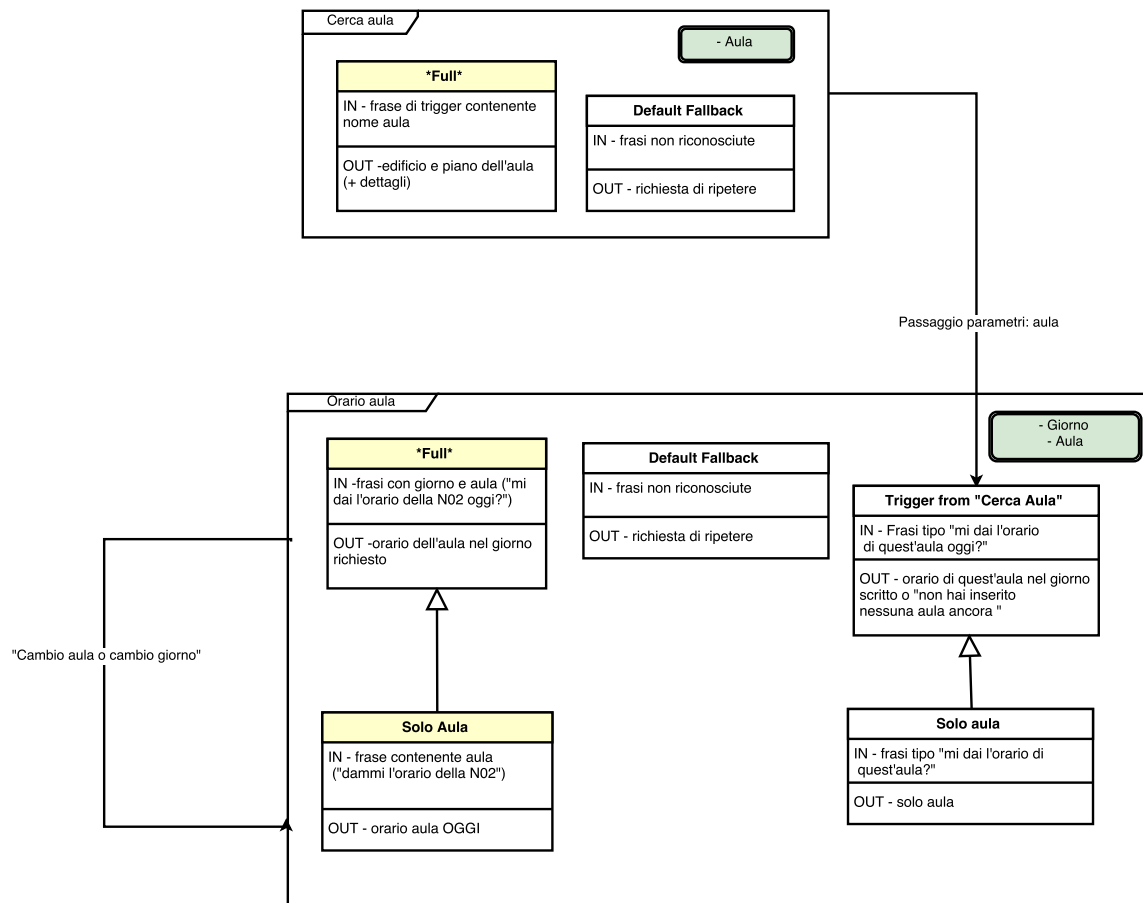 Cerca aula
- Aula
*Full*
IN - frase di trigger contenente
nome aula
OUT -edificio e piano dell'aula
(+ dettagli)
Default Fallback
IN - frasi non riconosciute
OUT - richiesta di ripetere
Passaggio parametri: aula
Orario aula
- Giorno
- Aula
*Full*
IN -frasi con giorno e aula ("mi
dai l'orario della N02 oggi?")
OUT -orario dell'aula nel giorno
richiesto
Default Fallback
IN - frasi non riconosciute
OUT - richiesta di ripetere
Trigger from "Cerca Aula"
IN - Frasi tipo "mi dai l'orario
di quest'aula oggi?"
OUT - orario di quest'aula nel giorno
scritto o "non hai inserito
nessuna aula ancora "
"Cambio aula o cambio giorno"
Solo Aula
IN - frase contenente aula
("dammi l'orario della N02")
OUT - orario aula OGGI
Solo aula
IN - frasi tipo "mi dai l'orario di
quest'aula?"
OUT - solo aula